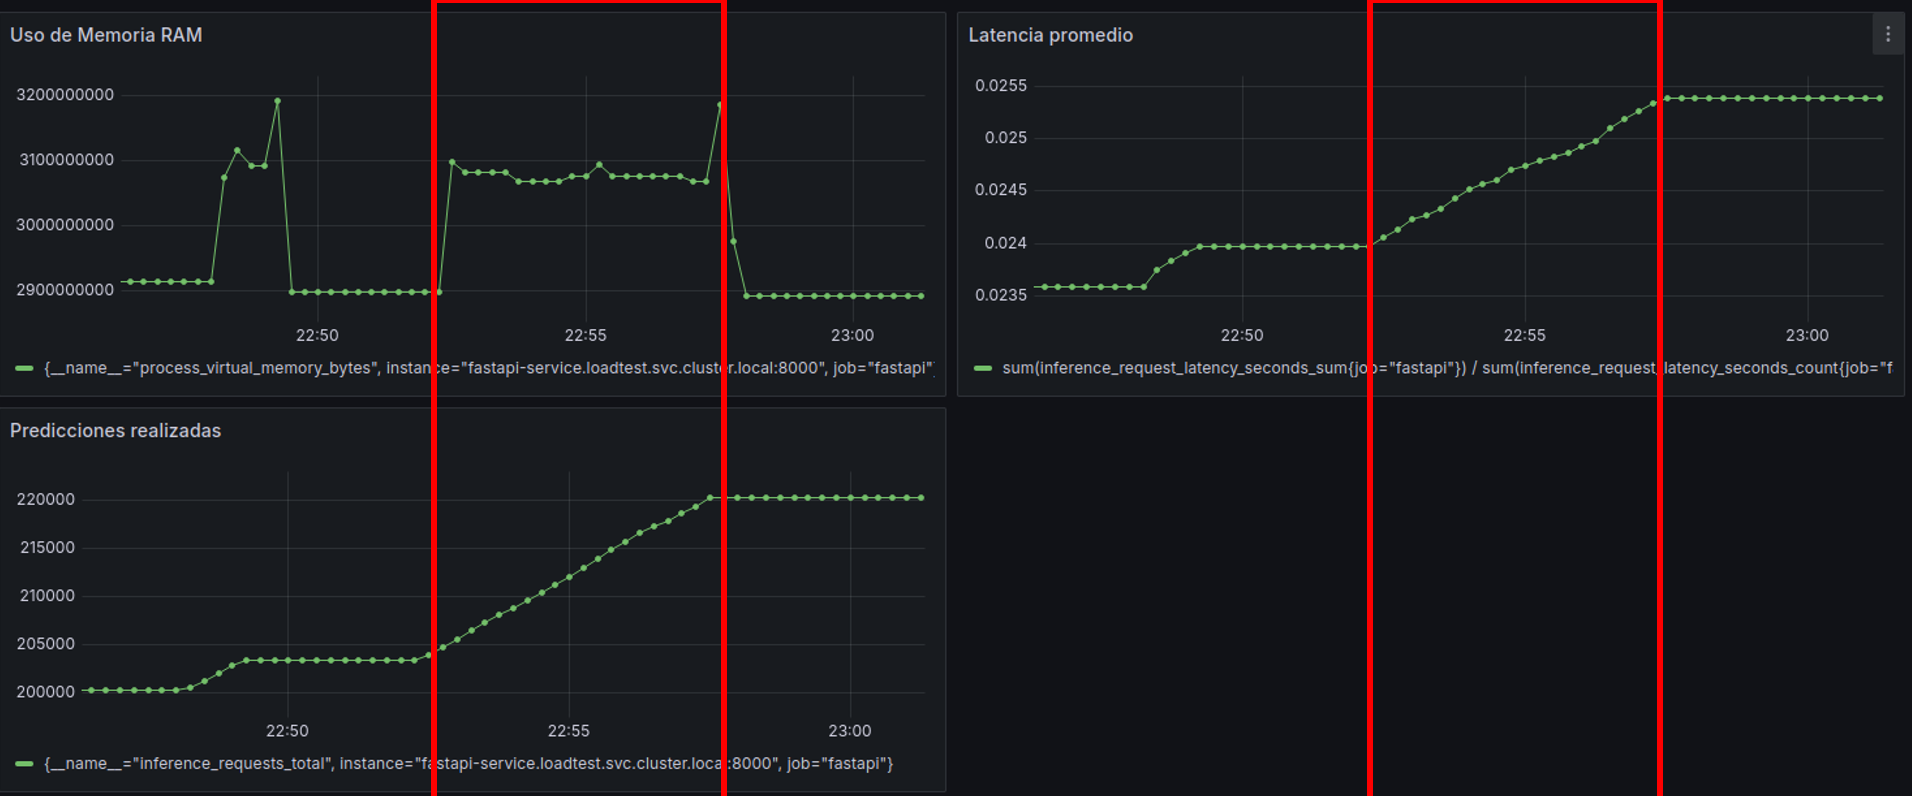 Uso de Memoria RAM
3200000000
3100000000
3000000000
2900000000
22:50 22:55 23:00
{__name__="process_virtual_memory_bytes", instance="fastapi-service.loadtest.svc.cluster.local:8000", job="fastapi"
Latencia promedio
0.0255
0.025
0.0245
0.024
0.0235
22:50 22:55 23:00
sum(inference_request_latency_seconds_sum{job="fastapi"}) / sum(inference_request_latency_seconds_count{job="f
Predicciones realizadas
220000
215000
210000
205000
200000
22:50 22:55 23:00
{__name__="inference_requests_total", instance="fastapi-service.loadtest.svc.cluster.local:8000", job="fastapi"}